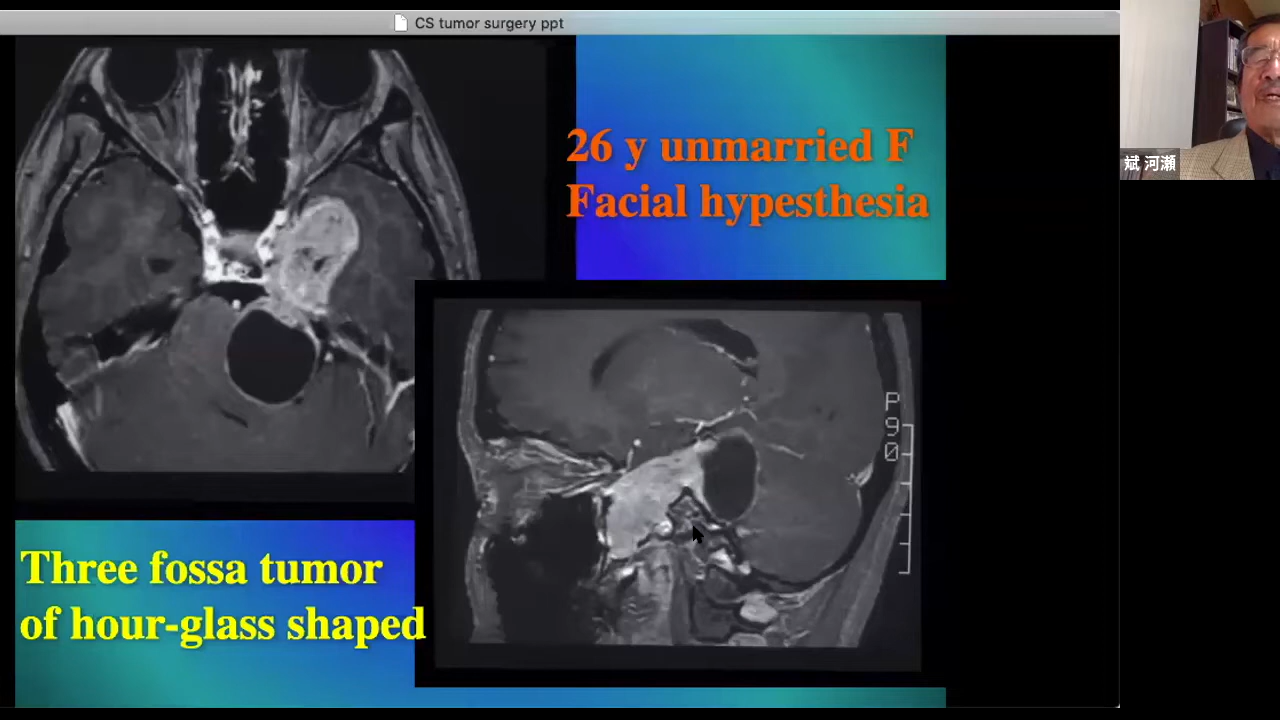 CS tumor surgery ppt
26 y unmarried F
Facial hypesthesia
斌 河瀬
P
9
0
Three fossa tumor
of hour-glass shaped